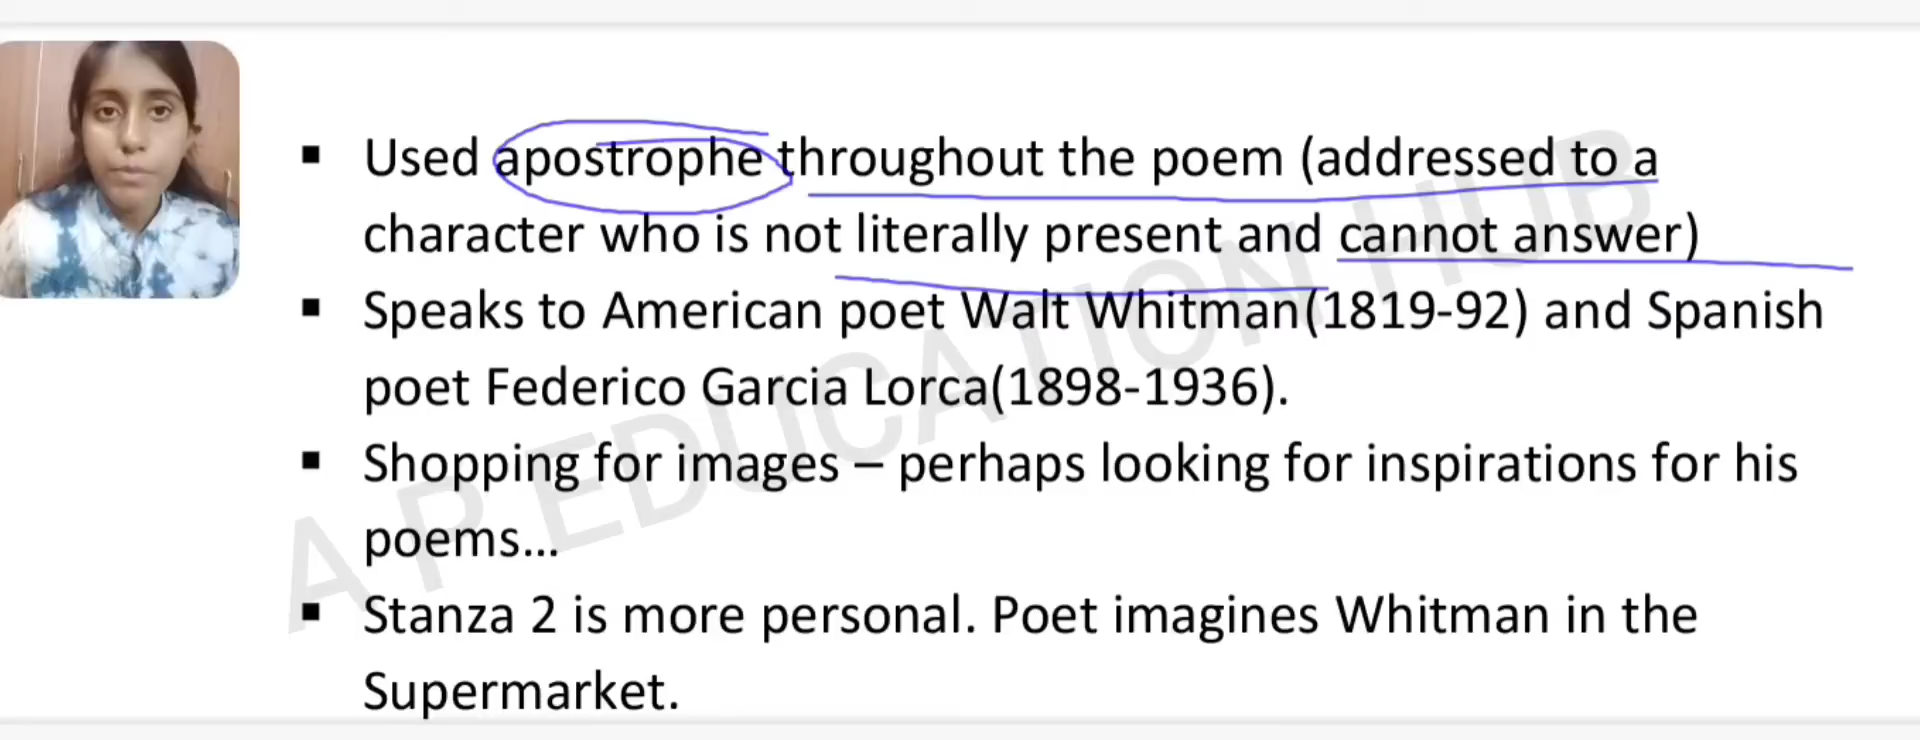 ▪ Used apostrophe throughout the poem (addressed to a
character who is not literally present and cannot answer)
▪ Speaks to American poet Walt Whitman(1819-92) and Spanish
poet Federico Garcia Lorca(1898-1936).
▪ Shopping for images – perhaps looking for inspirations for his
poems...
▪ Stanza 2 is more personal. Poet imagines Whitman in the
Supermarket.
A P EDUCATION HUB